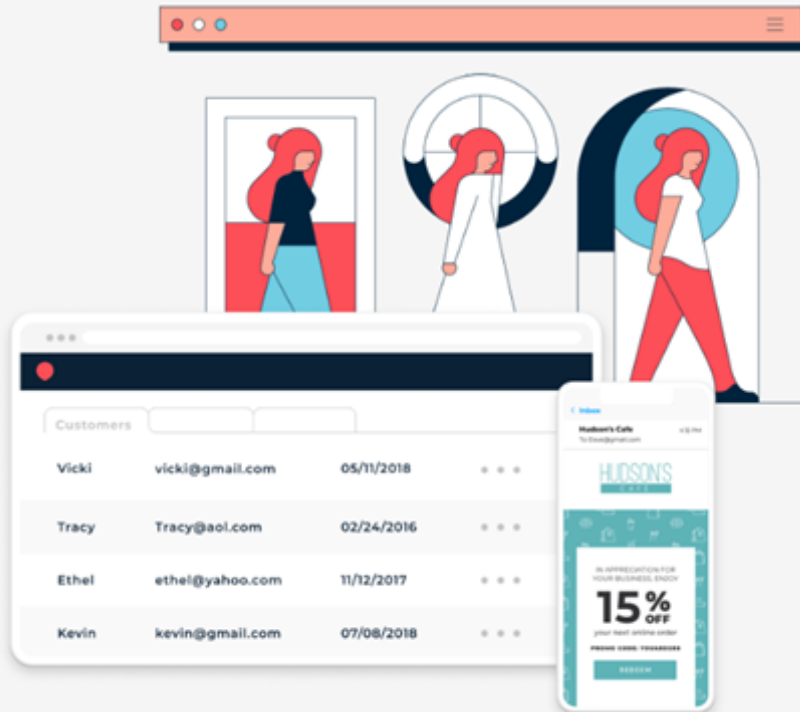 Customers
Vicki vicki@gmail.com 05/11/2018
Tracy Tracy@aol.com 02/24/2016
Ethel ethel@yahoo.com 11/12/2017
Kevin kevin@gmail.com 07/08/2018
Inbox
Hudson's Cafe
HUDSON'S
CAFE
IN APPRECIATION FOR
YOUR BUSINESS, ENJOY
15% OFF
your next online order
PROMO CODE:
REDEEM